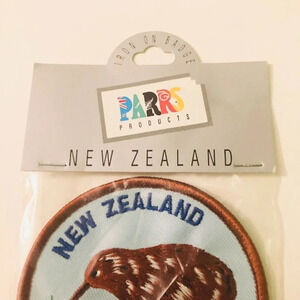 IRON ON BADGE
PARRS
PRODUCTS
NEW ZEALAND
NEW ZEALAND